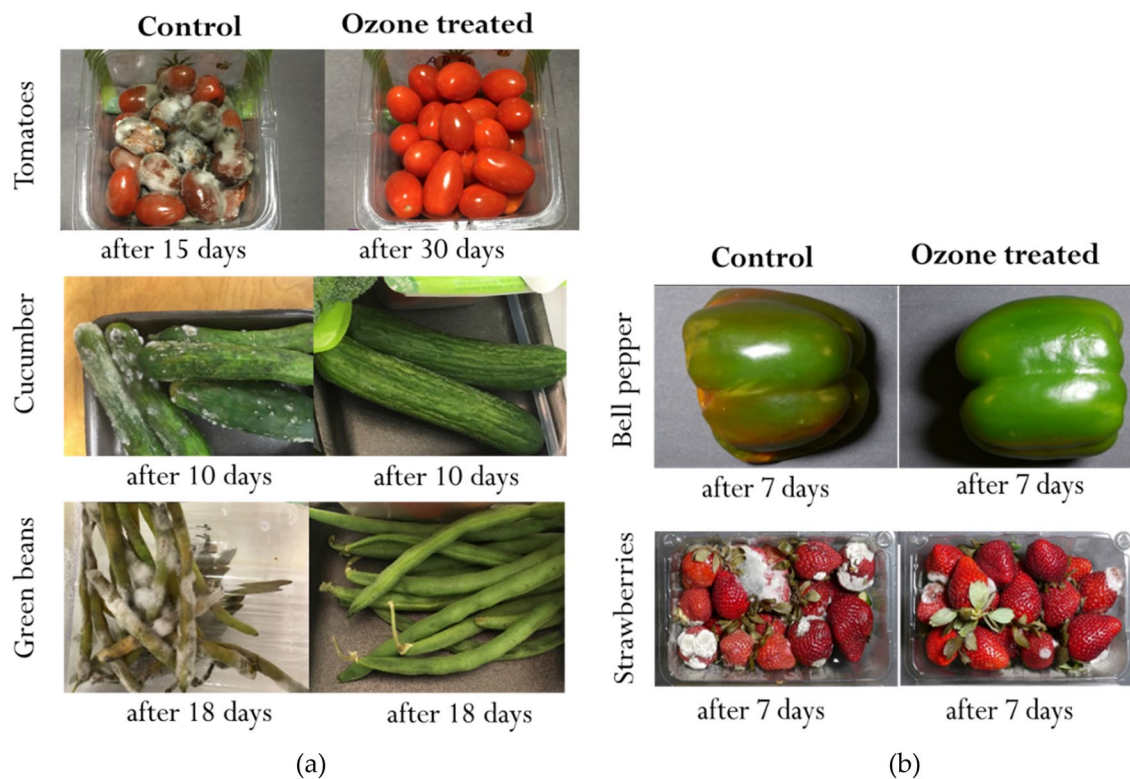 Control Ozone treated
Tomatoes
after 15 days after 30 days
Cucumber
after 10 days after 10 days
Green beans
after 18 days after 18 days
(a)
Control Ozone treated
Bell pepper
after 7 days after 7 days
Strawberries
after 7 days after 7 days
(b)